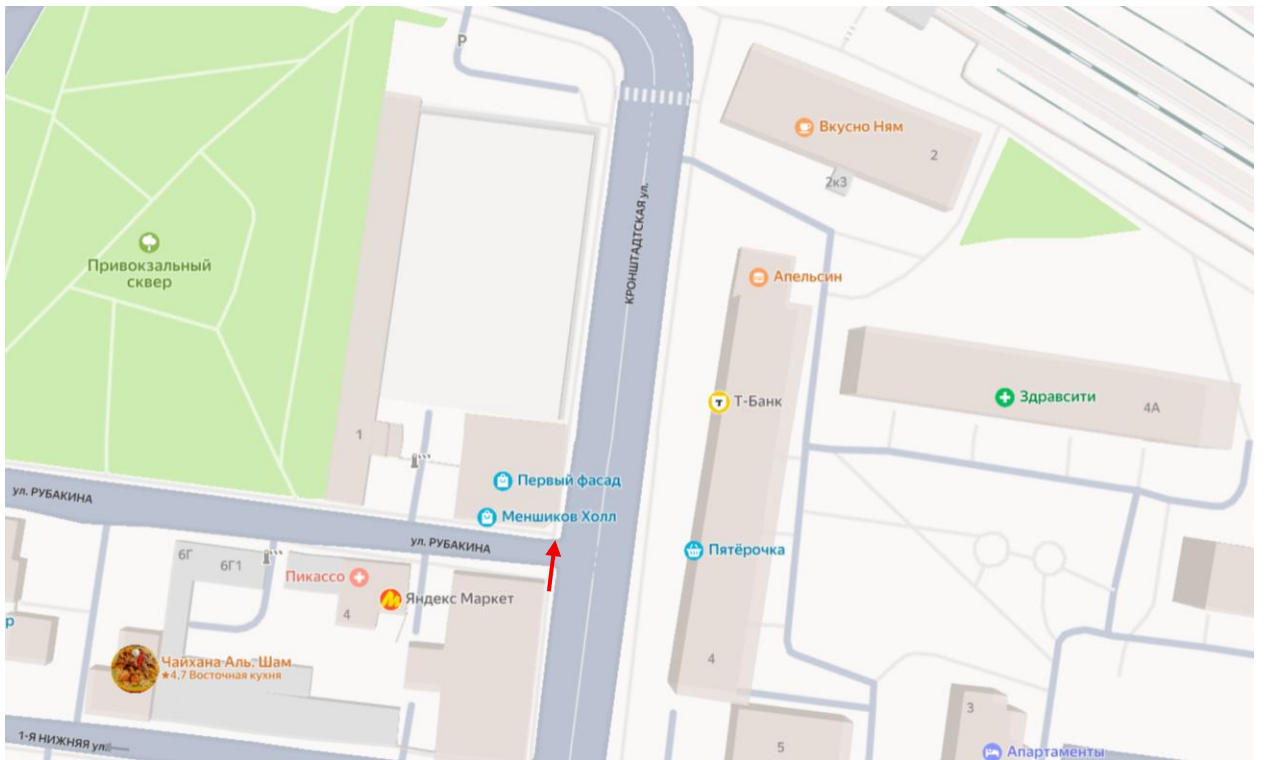 P
Вкусно Ням
2
2к3
КРОНШТАДТСКАЯ ул.
Привокзальный
сквер
Апельсин
Т
Т-Банк
Здравсити
4А
1
Первый фасад
ул. РУБАКИНА
Меншиков Холл
ул. РУБАКИНА
6Г
6Г1
Пятёрочка
Пикассо
4
Яндекс Маркет
р
Чайхана Аль. Шам
★4,7 Восточная кухня
4
3
1-Я НИЖНЯЯ ул.
5
Апартаменты